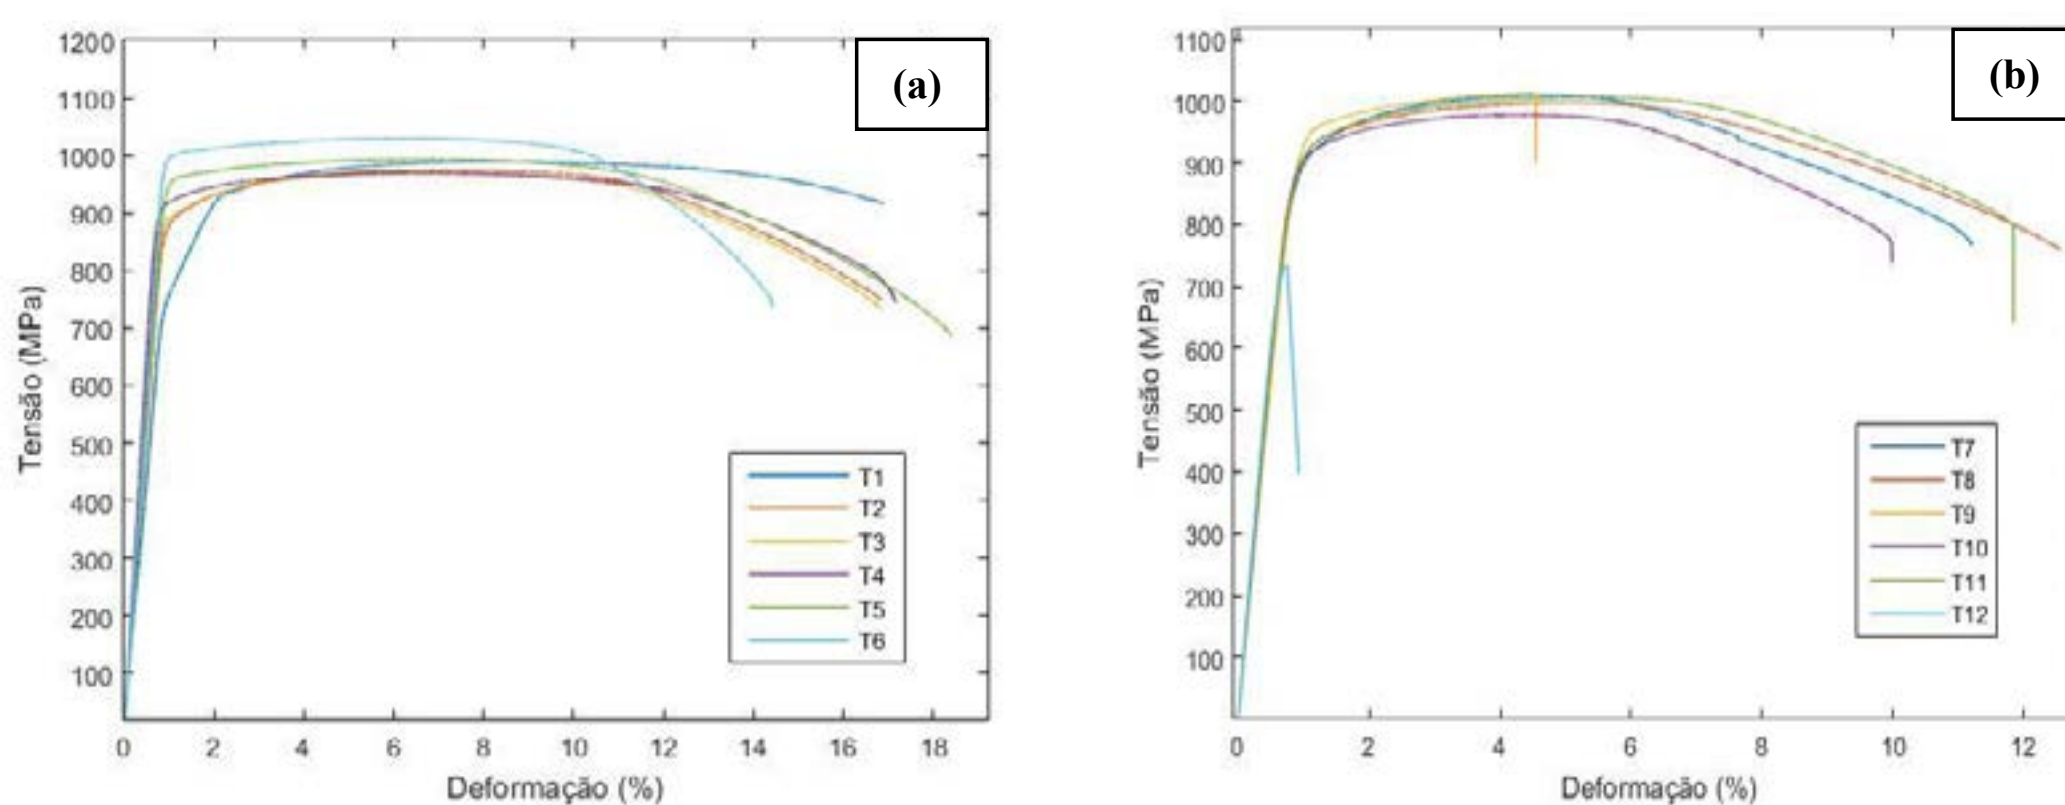 (a)
1200
1100
1000
900
800
700
600
500
400
300
200
100
0 2 4 6 8 10 12 14 16 18
Tensão (MPa)
Deformação (%)
T1
T2
T3
T4
T5
T6
(b)
1100
1000
900
800
700
600
500
400
300
200
100
0 2 4 6 8 10 12
Tensão (MPa)
Deformação (%)
T7
T8
T9
T10
T11
T12